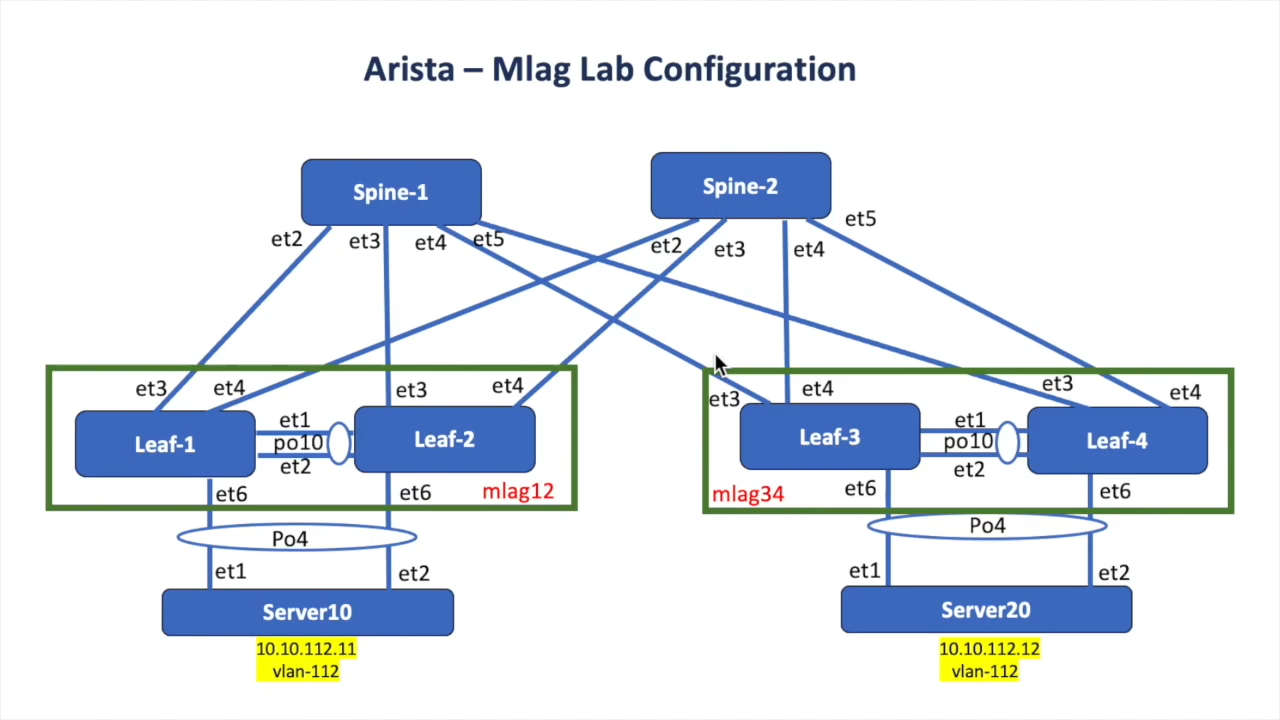 Arista – Mlag Lab Configuration
Spine-1
Spine-2
et2
et3
et4
et5
et2
et3
et4
et5
et3
et4
et3
et4
et3
et4
et3
et4
Leaf-1
et1
po10
et2
Leaf-2
Leaf-3
et1
po10
et2
Leaf-4
et6
et6
mlag12
mlag34
et6
et6
Po4
Po4
et1
et2
et1
et2
Server10
Server20
10.10.112.11
vlan-112
10.10.112.12
vlan-112